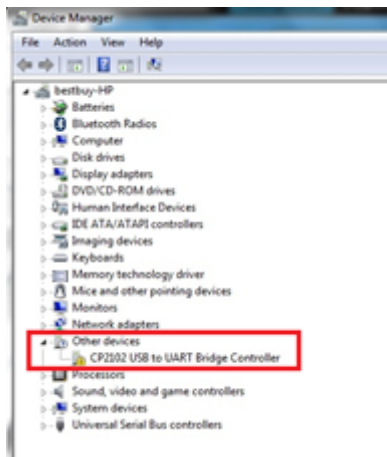 Device Manager
File Action View Help
bestbuy-HP
Batteries
Bluetooth Radios
Computer
Disk drives
Display adapters
DVD/CD-ROM drives
Human Interface Devices
IDE ATA/ATAPI controllers
Imaging devices
Keyboards
Memory technology driver
Mice and other pointing devices
Monitors
Network adapters
Other devices
CP2102 USB to UART Bridge Controller
Processors
Sound, video and game controllers
System devices
Universal Serial Bus controllers